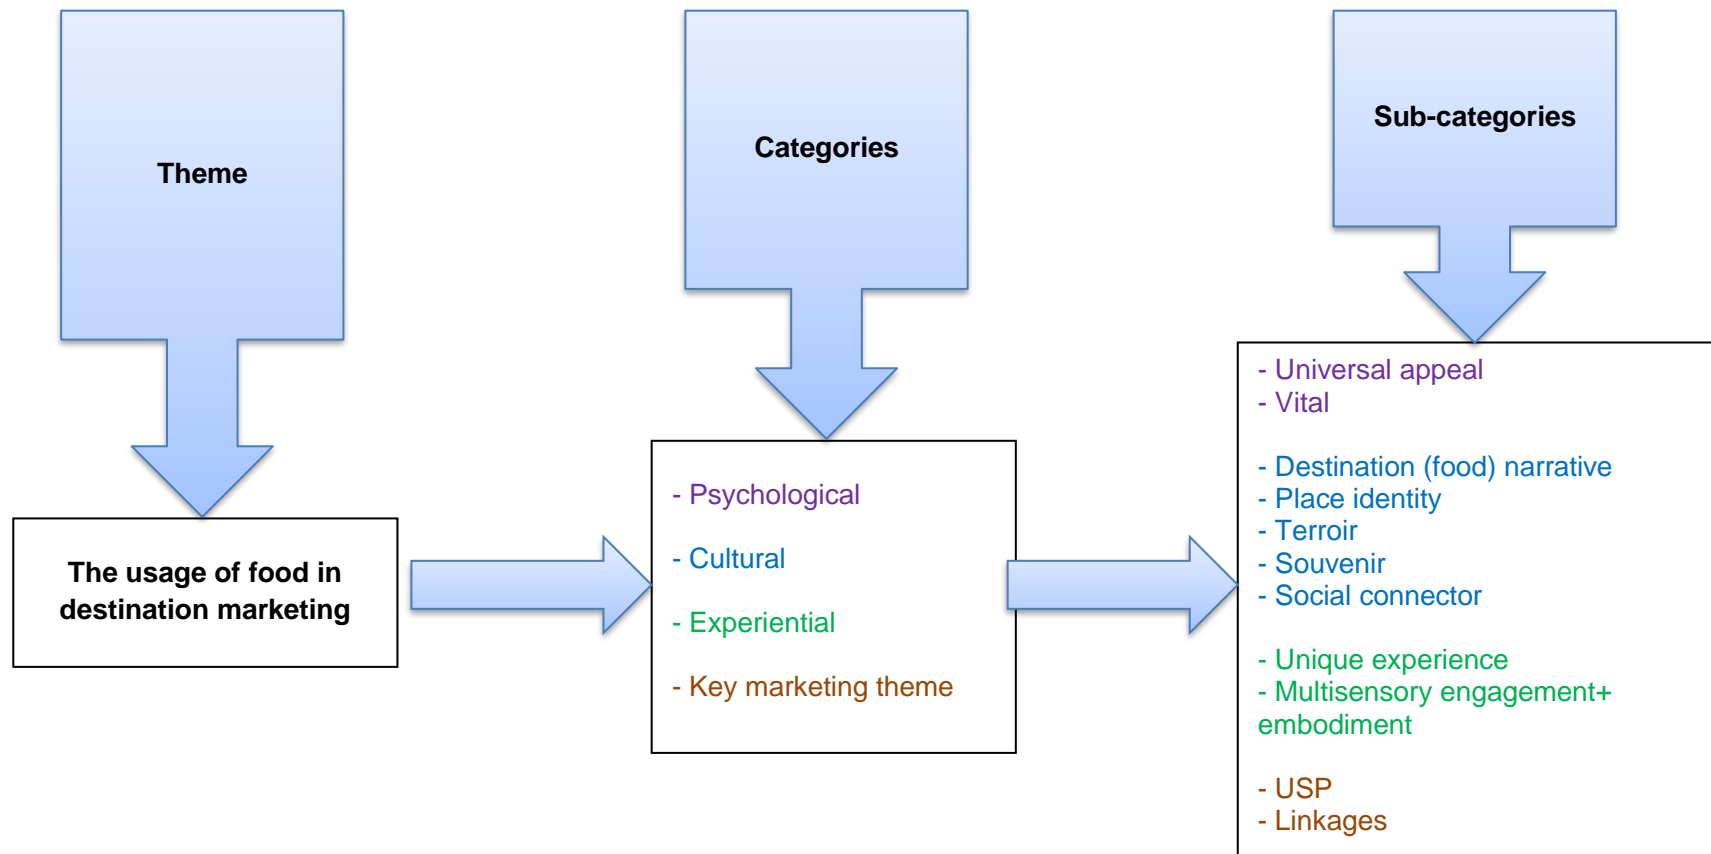 Theme
Categories
Sub-categories
The usage of food in
destination marketing
- Psychological
- Cultural
- Experiential
- Key marketing theme
- Universal appeal
- Vital
- Destination (food) narrative
- Place identity
- Terroir
- Souvenir
- Social connector
- Unique experience
- Multisensory engagement+
embodiment
- USP
- Linkages